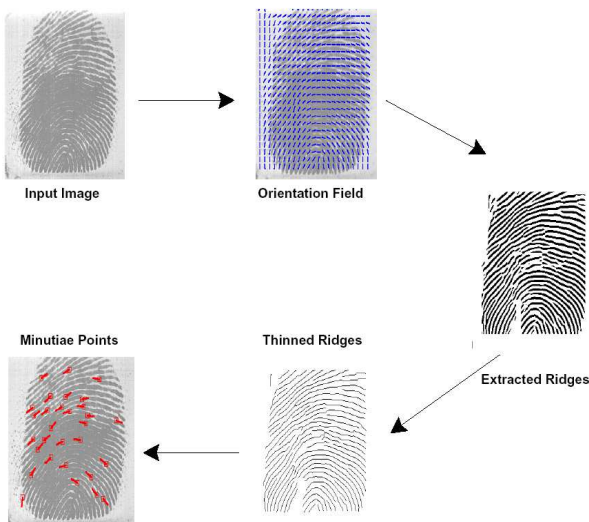 Input Image
Orientation Field
Extracted Ridges
Thinned Ridges
Minutiae Points